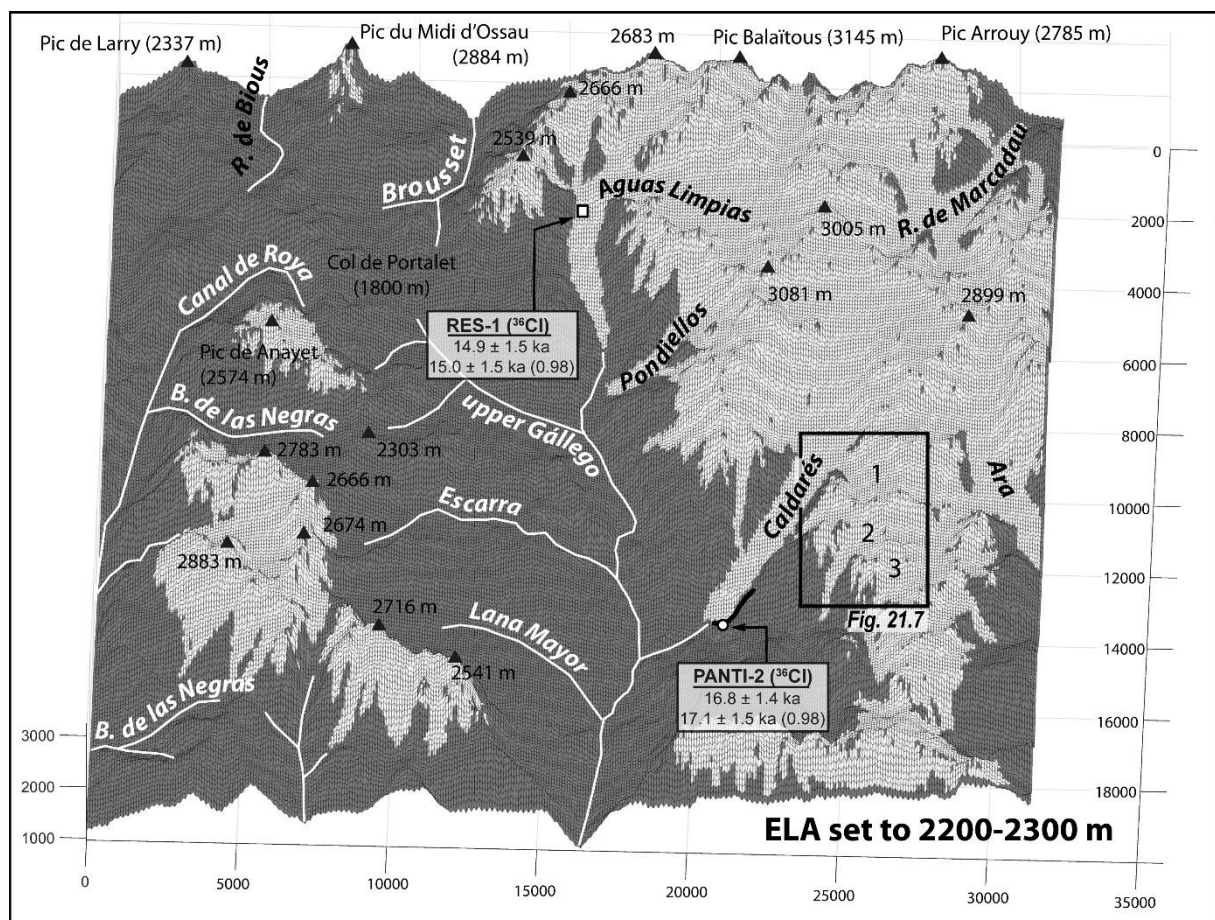 Pic de Larry (2337 m)
Pic du Midi d'Ossau
(2884 m)
2683 m
Pic Balaïtous (3145 m)
Pic Arrouy (2785 m)
R. de Bious
2666 m
2539 m
Brousset
Aguas Limpias
R. de Marcadau
3005 m
0
2000
Canal de Roya
Col de Portalet
(1800 m)
3081 m
2899 m
4000
RES-1 (³⁶Cl)
14.9 ± 1.5 ka
15.0 ± 1.5 ka (0.98)
Pic de Anayet
(2574 m)
Pondiellos
6000
B. de las Negras
upper Gállego
2783 m
2303 m
8000
2666 m
Escarra
Caldarés
1
Ara
10000
2674 m
2883 m
2
3
12000
2716 m
Lana Mayor
Fig. 21.7
2541 m
14000
PANTI-2 (³⁶Cl)
16.8 ± 1.4 ka
17.1 ± 1.5 ka (0.98)
B. de las Negras
16000
3000
2000
1000
18000
ELA set to 2200-2300 m
0
5000
10000
15000
20000
25000
30000
35000